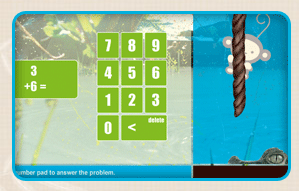 7 8 9
3
4 5 6
+6 =
1 2 3
delete
0 <
umber pad to answer the problem.